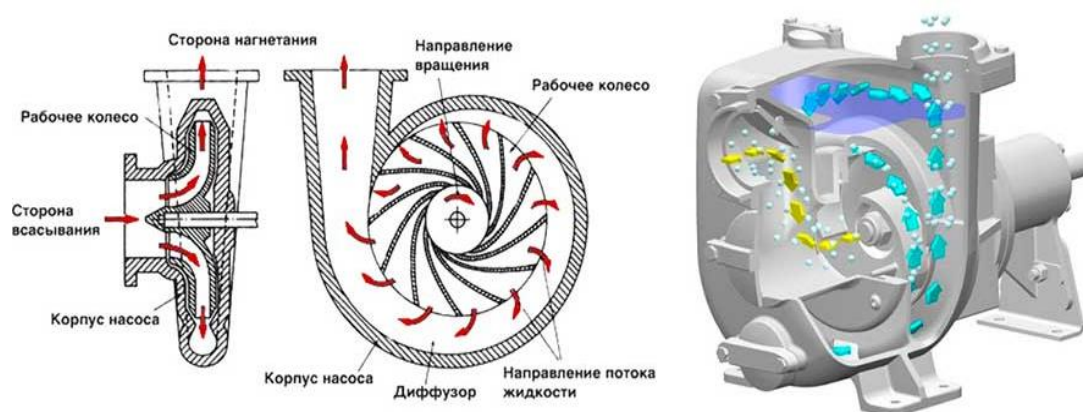 Сторона нагнетания
Рабочее колесо
Сторона
всасывания
Корпус насоса
Направление
вращения
Рабочее колесо
Корпус насоса
Диффузор
Направление потока
жидкости